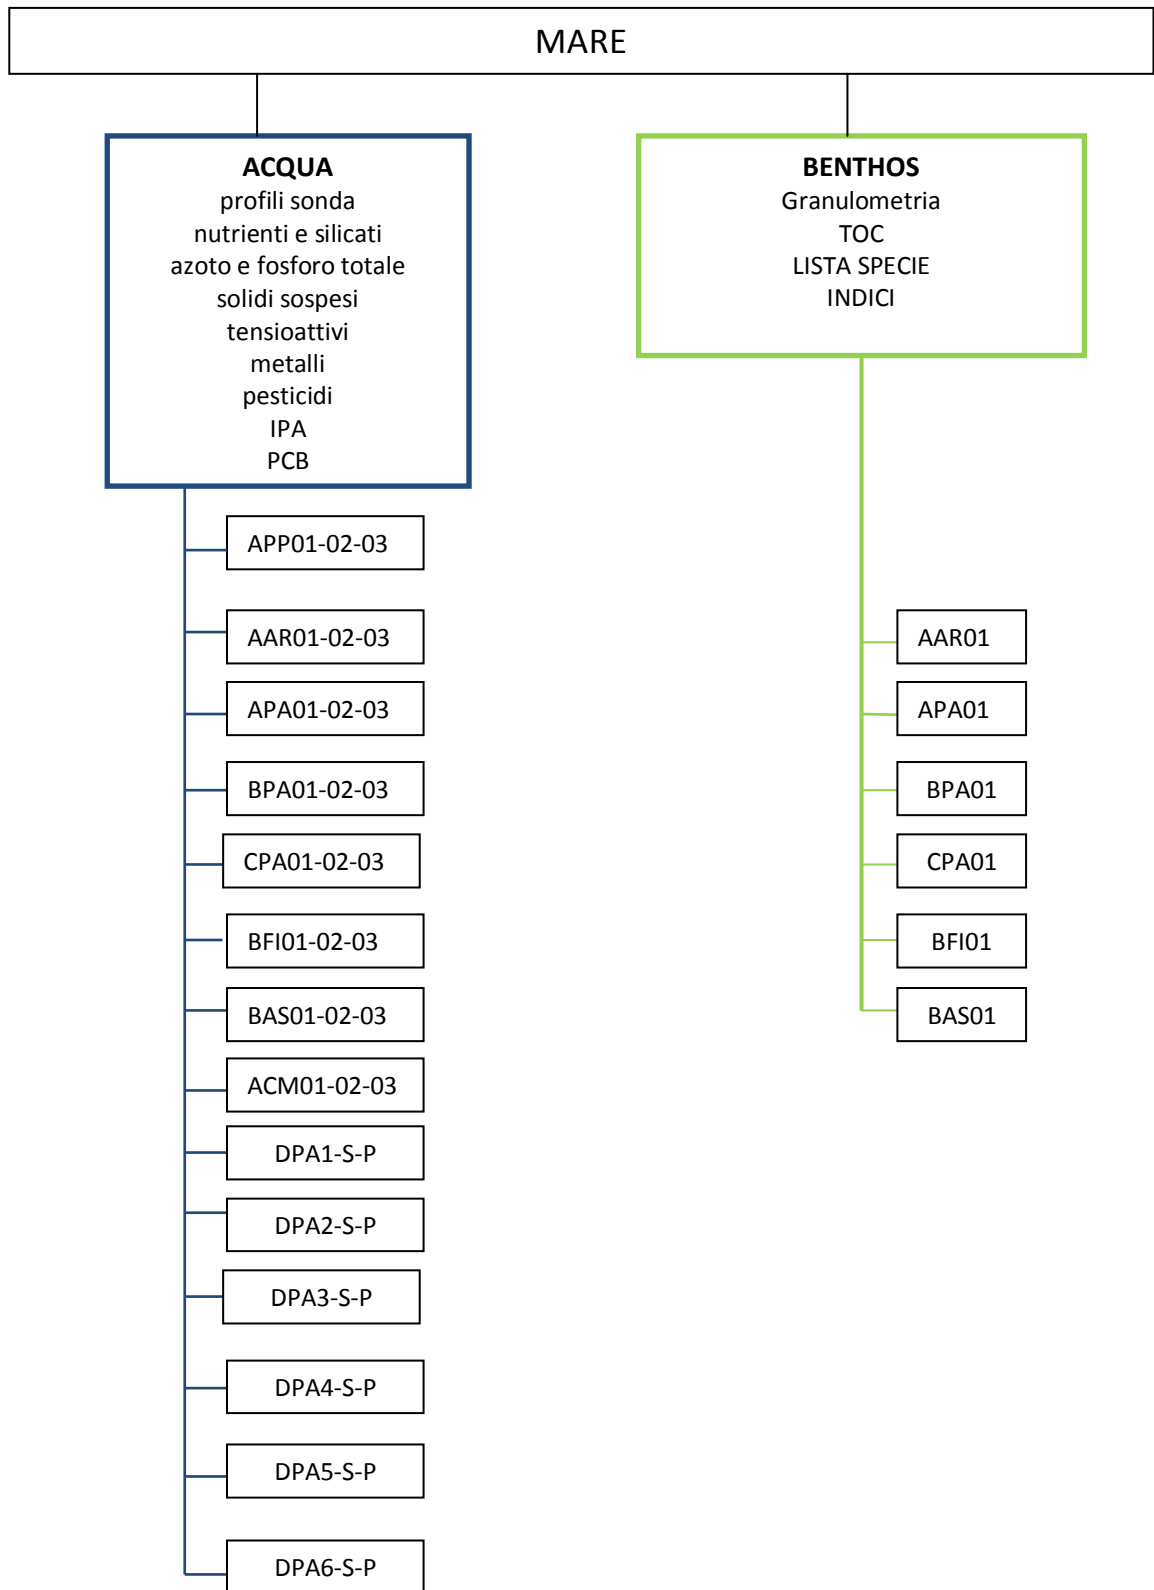 MARE
ACQUA
profili sonda
nutrienti e silicati
azoto e fosforo totale
solidi sospesi
tensioattivi
metalli
pesticidi
IPA
PCB
BENTHOS
Granulometria
TOC
LISTA SPECIE
INDICI
APP01-02-03
AAR01-02-03
APA01-02-03
BPA01-02-03
CPA01-02-03
BFI01-02-03
BAS01-02-03
ACM01-02-03
DPA1-S-P
DPA2-S-P
DPA3-S-P
DPA4-S-P
DPA5-S-P
DPA6-S-P
AAR01
APA01
BPA01
CPA01
BFI01
BAS01